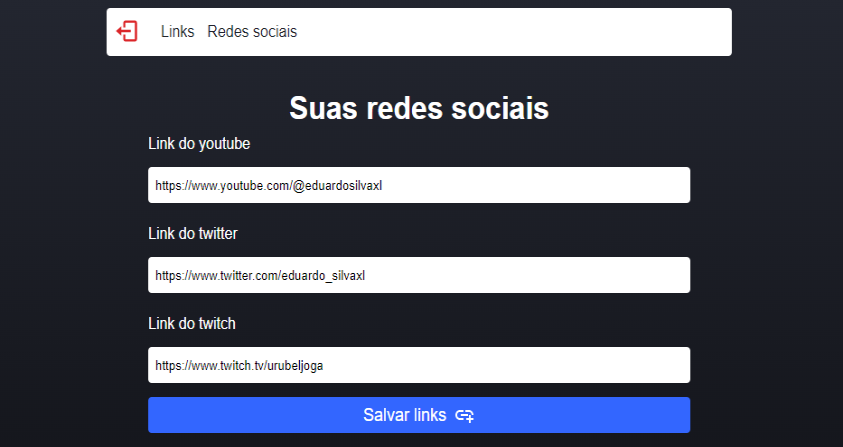 Links Redes sociais
Suas redes sociais
Link do youtube
https://www.youtube.com/@eduardosilvaxl
Link do twitter
https://www.twitter.com/eduardo_silvaxl
Link do twitch
https://www.twitch.tv/urubeljoga
Salvar links